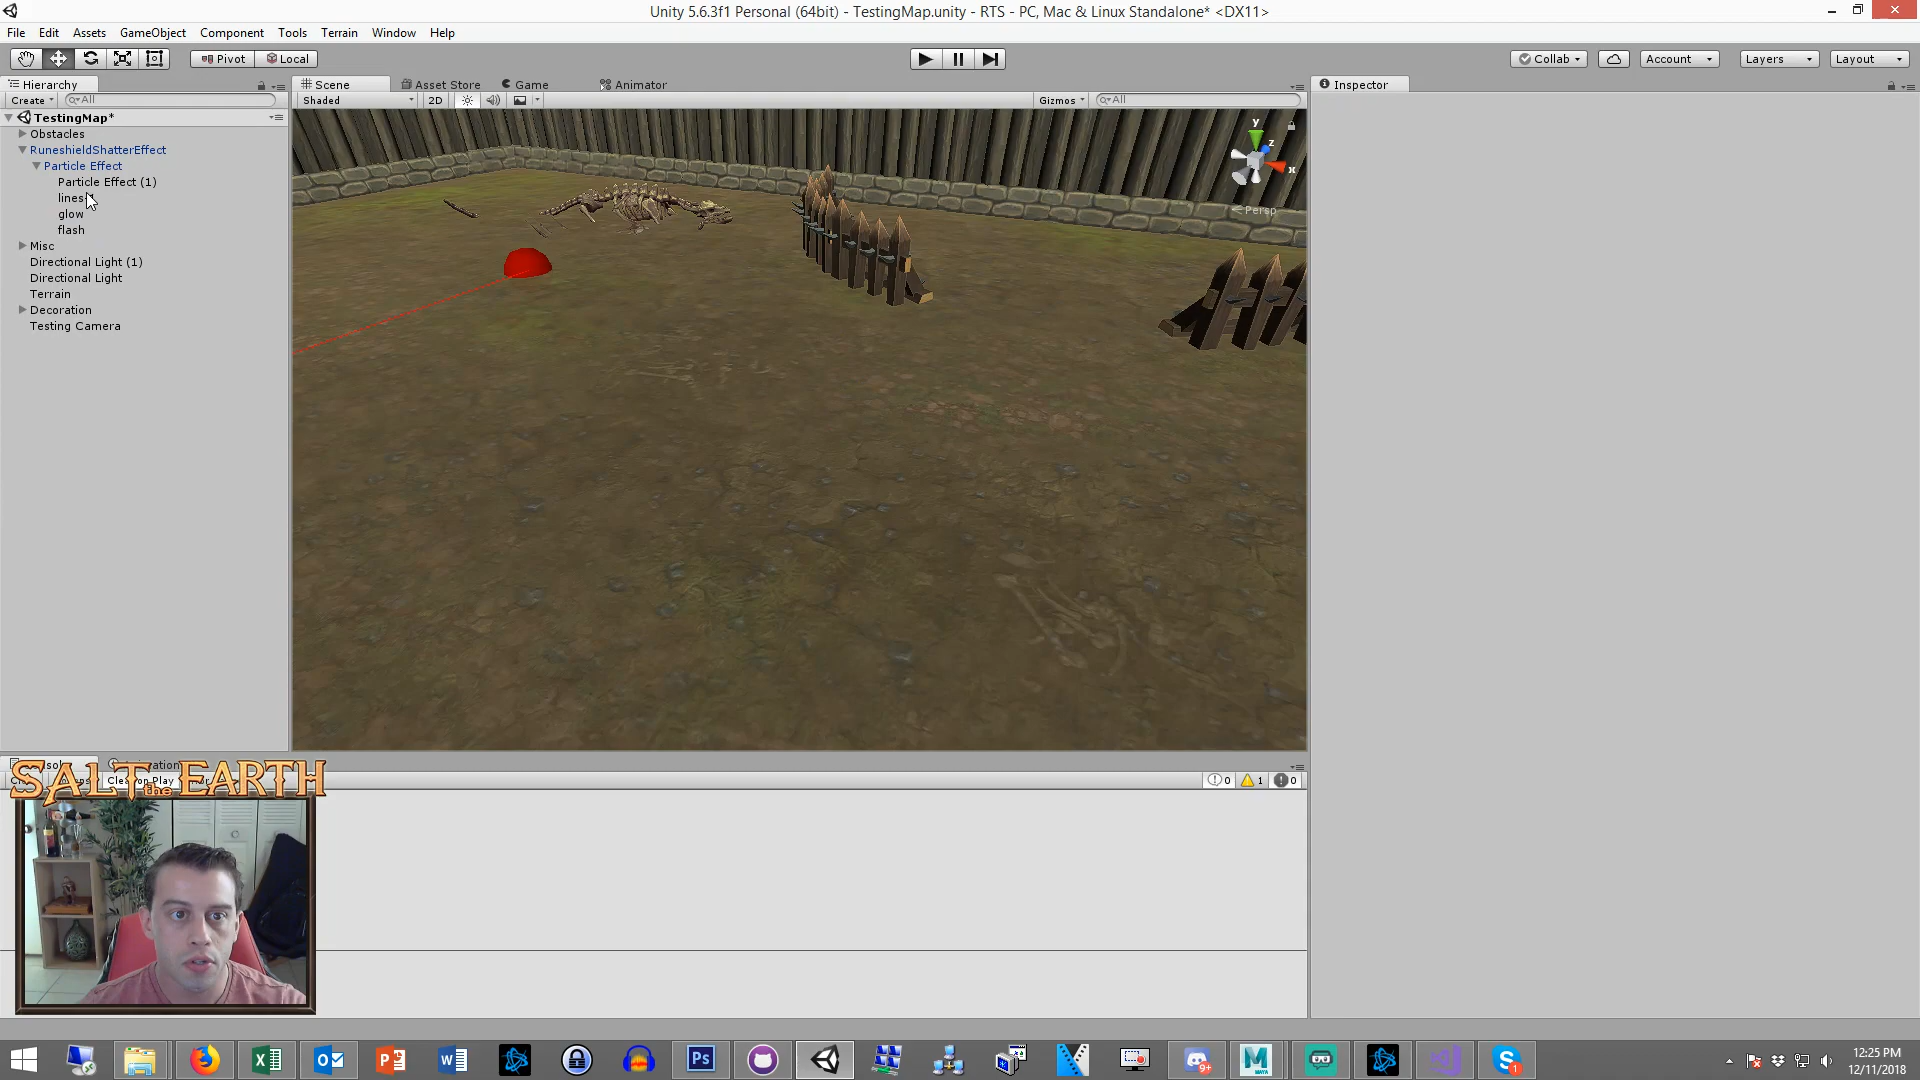 Unity 5.6.3f1 Personal (64bit) - TestingMap.unity - RTS - PC, Mac & Linux Standalone* <DX11>
File Edit Assets GameObject Component Tools Terrain Window Help
Pivot Local Collab Account Layers Layout
Hierarchy Scene Asset Store Game Animator Inspector
Create All Shaded 2D Gizmos All
TestingMap*
Obstacles
RuneshieldShatterEffect
Particle Effect
Particle Effect (1)
lines
glow
flash
Misc
Directional Light (1)
Directional Light
Terrain
Decoration
Testing Camera
y
z
x
Persp
SALT the EARTH
0 1 0
Ps
9+
MAYA
1
12:25 PM
12/11/2018